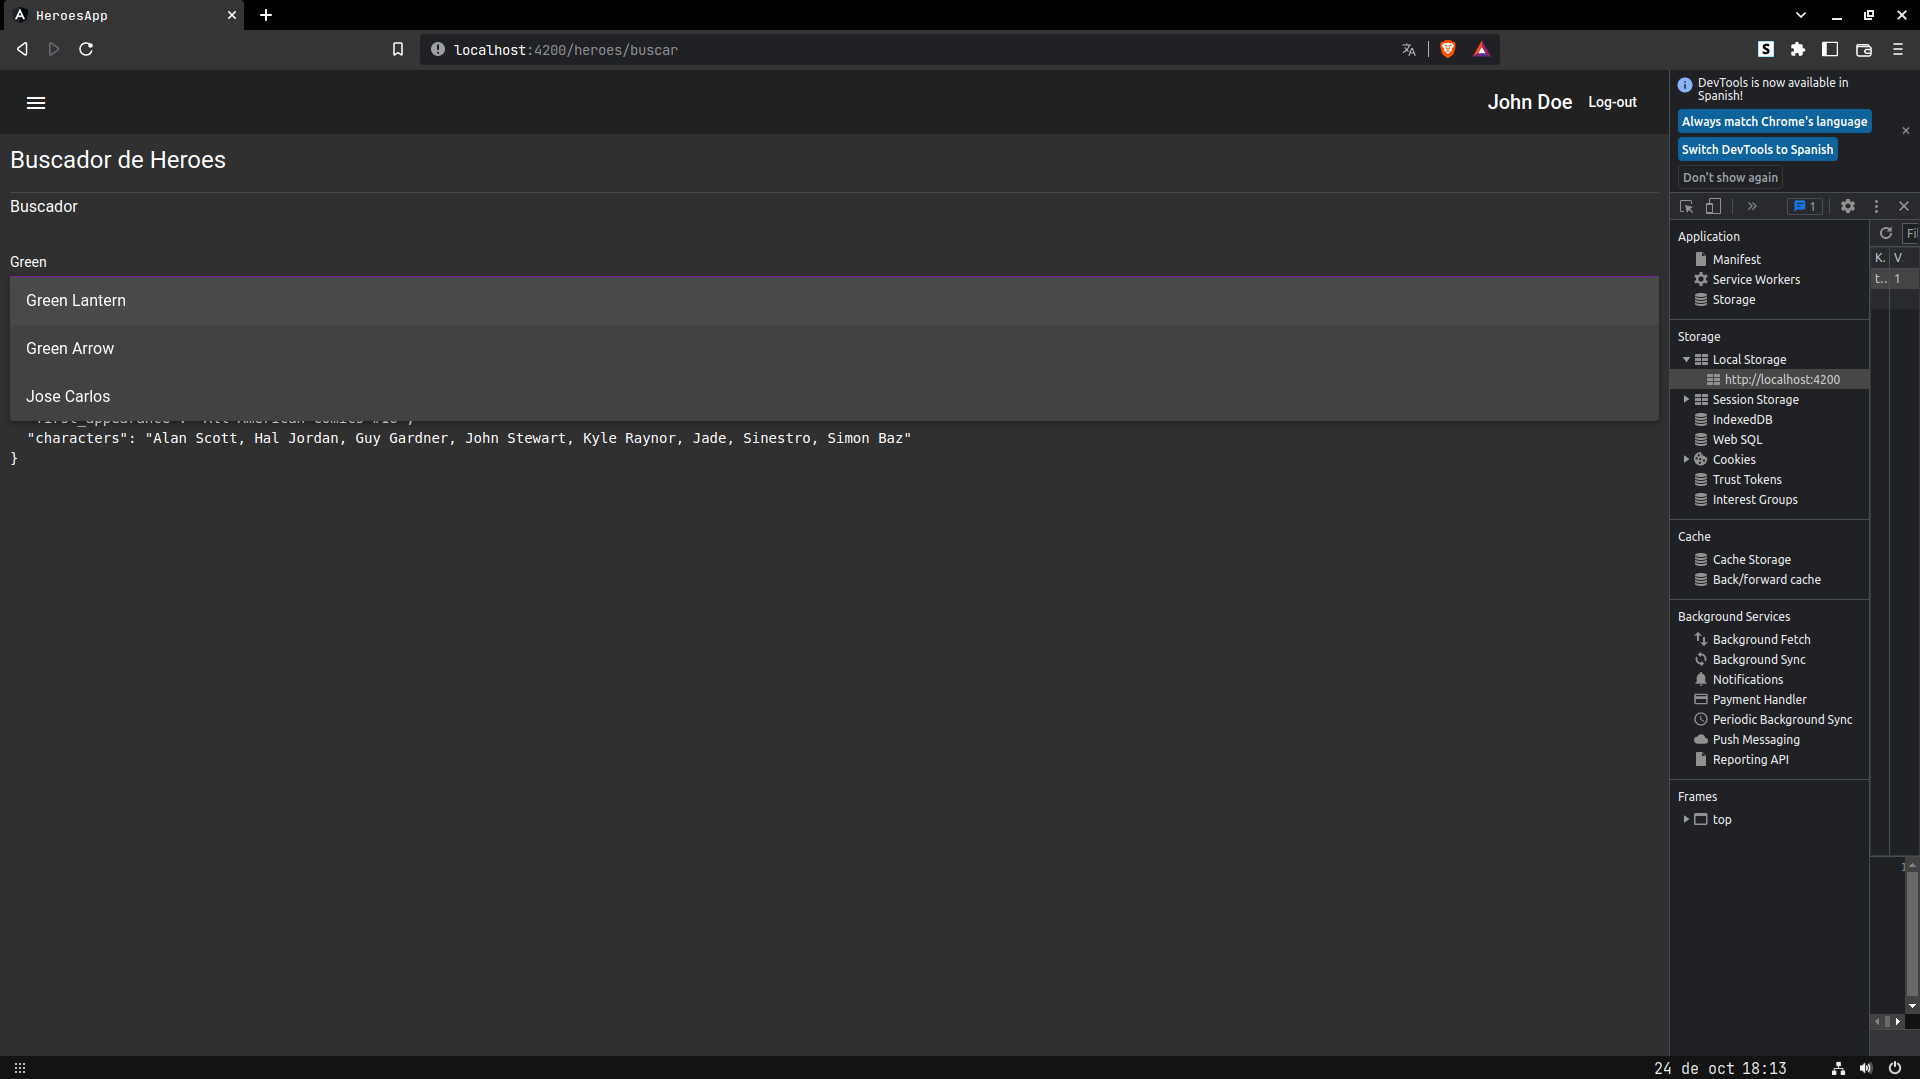 HeroesApp
localhost:4200/heroes/buscar
John Doe
Log-out
Buscador de Heroes
Buscador
Green
Green Lantern
Green Arrow
Jose Carlos
"characters": "Alan Scott, Hal Jordan, Guy Gardner, John Stewart, Kyle Raynor, Jade, Sinestro, Simon Baz"
}
DevTools is now available in
Spanish!
Always match Chrome's language
Switch DevTools to Spanish
Don't show again
1
Application
Manifest
Service Workers
Storage
Storage
Local Storage
http://localhost:4200
Session Storage
IndexedDB
Web SQL
Cookies
Trust Tokens
Interest Groups
Cache
Cache Storage
Back/forward cache
Background Services
Background Fetch
Background Sync
Notifications
Payment Handler
Periodic Background Sync
Push Messaging
Reporting API
Frames
top
Fil
K. V
t.. 1
1
24 de oct 18:13